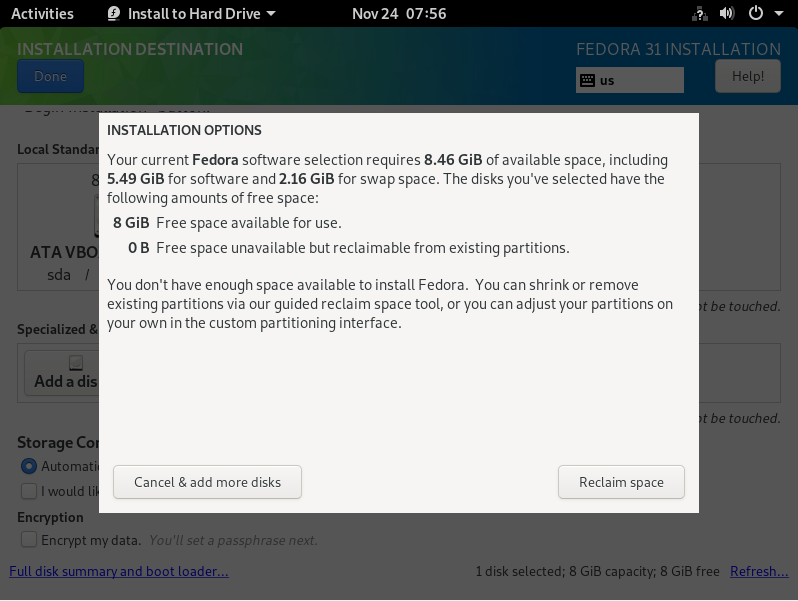 Activities
Install to Hard Drive
Nov 24 07:56
INSTALLATION DESTINATION
FEDORA 31 INSTALLATION
Done
us
Help!
INSTALLATION OPTIONS
Your current Fedora software selection requires 8.46 GiB of available space, including
5.49 GiB for software and 2.16 GiB for swap space. The disks you've selected have the
following amounts of free space:
8 GiB Free space available for use.
0 B Free space unavailable but reclaimable from existing partitions.
You don't have enough space available to install Fedora. You can shrink or remove
existing partitions via our guided reclaim space tool, or you can adjust your partitions on
your own in the custom partitioning interface.
Cancel & add more disks
Reclaim space
Local Standar
8
ATA VBO
sda /
be touched.
Specialized &
Add a dis
be touched.
Storage Con
Automati
I would lik
Encryption
Encrypt my data. You'll set a passphrase next.
Full disk summary and boot loader...
1 disk selected; 8 GiB capacity; 8 GiB free Refresh...